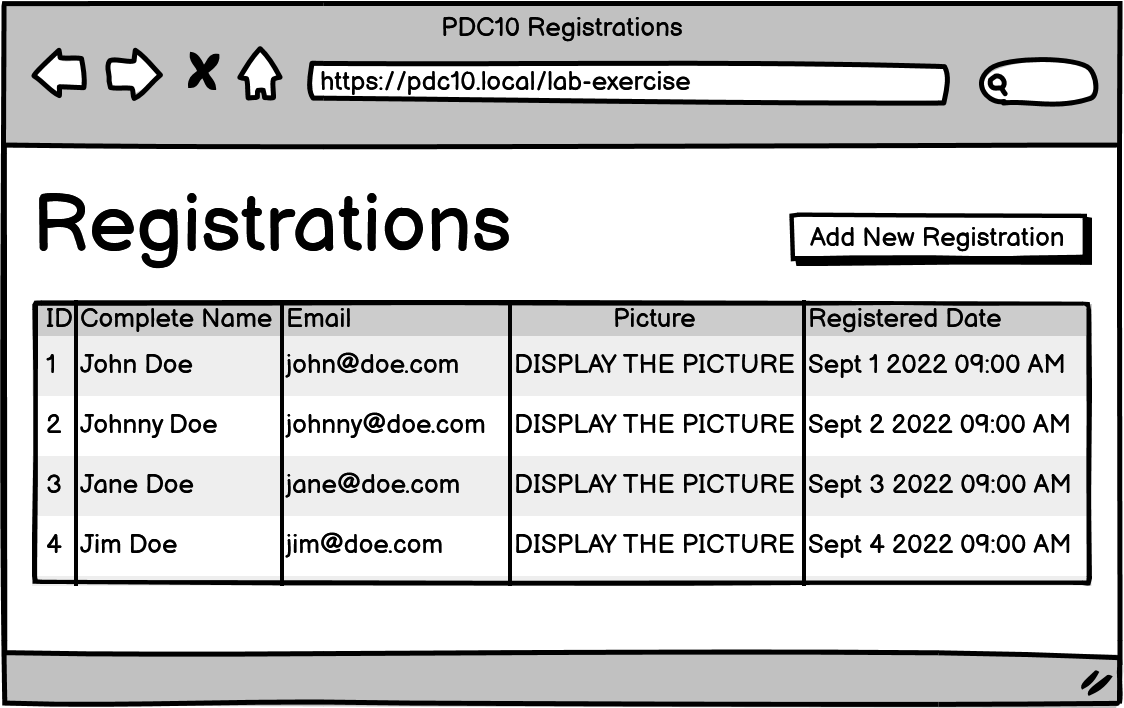 PDC10 Registrations
https://pdc10.local/lab-exercise
Registrations
Add New Registration
ID Complete Name Email Picture Registered Date
1 John Doe john@doe.com DISPLAY THE PICTURE Sept 1 2022 09:00 AM
2 Johnny Doe johnny@doe.com DISPLAY THE PICTURE Sept 2 2022 09:00 AM
3 Jane Doe jane@doe.com DISPLAY THE PICTURE Sept 3 2022 09:00 AM
4 Jim Doe jim@doe.com DISPLAY THE PICTURE Sept 4 2022 09:00 AM